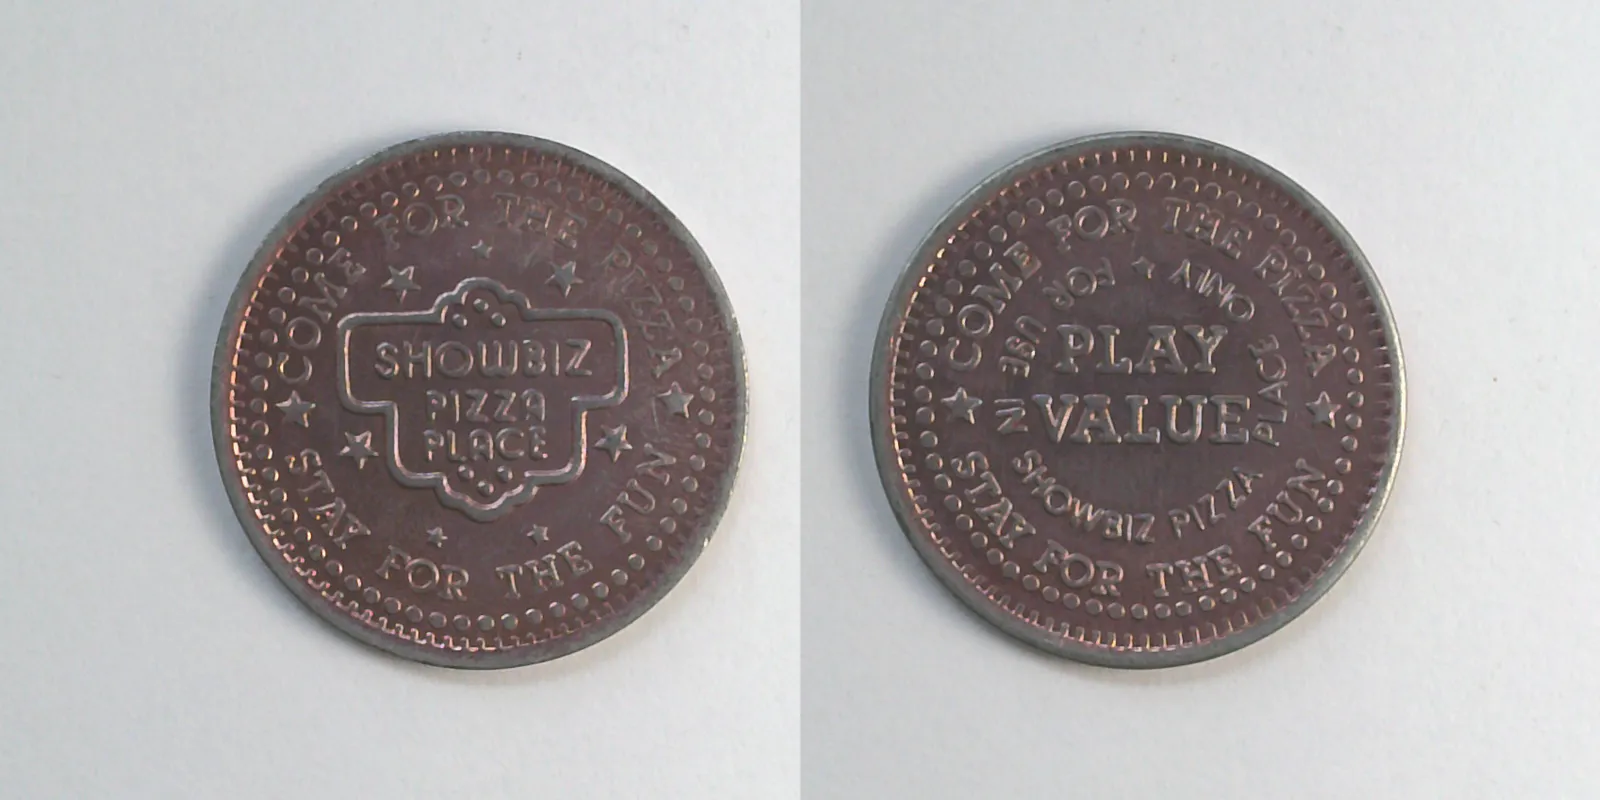 COME FOR THE PIZZA
SHOWBIZ
PIZZA
PLACE
STAY FOR THE FUN
COME FOR THE PIZZA
PLAY
VALUE
ONLY FOR USE IN SHOWBIZ PIZZA PLACE
STAY FOR THE FUN